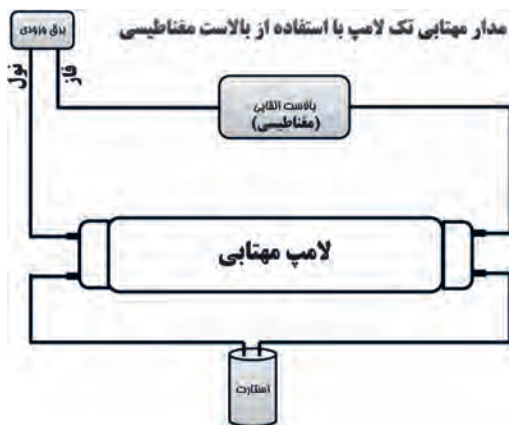 مدار مهتابی تک لامپ با استفاده از بالاست مغناطیسی
برق ورودی
نول
فاز
بالاست القایی
(مغناطیسی)
لامپ مهتابی
استارت